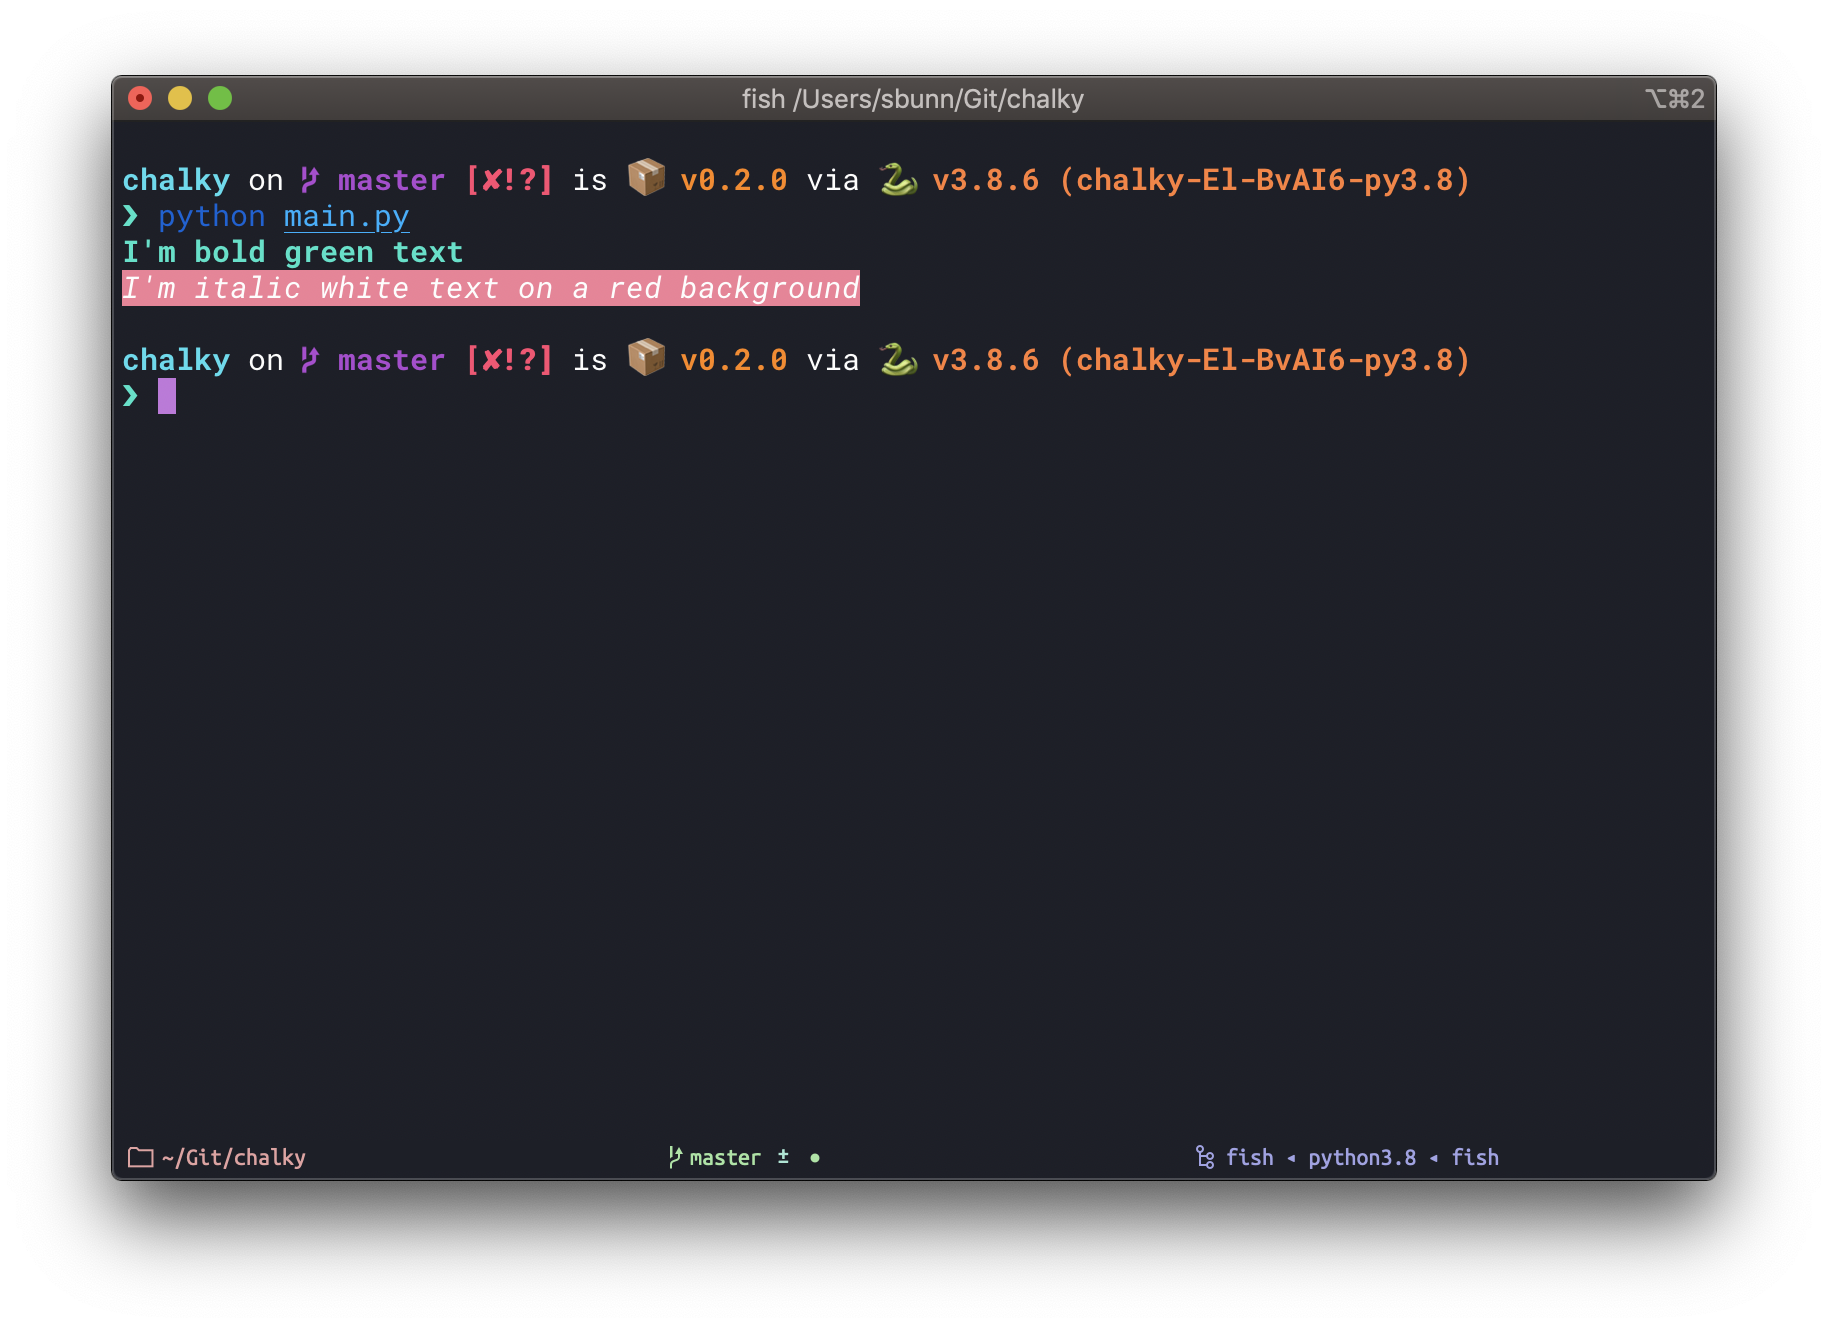 fish /Users/sbunn/Git/chalky ⌥⌘2
chalky on master [✘!?] is 📦 v0.2.0 via 🐍 v3.8.6 (chalky-El-BvAI6-py3.8)
❯ python main.py
I'm bold green text
I'm italic white text on a red background
chalky on master [✘!?] is 📦 v0.2.0 via 🐍 v3.8.6 (chalky-El-BvAI6-py3.8)
❯
~/Git/chalky master ± ● fish ◂ python3.8 ◂ fish